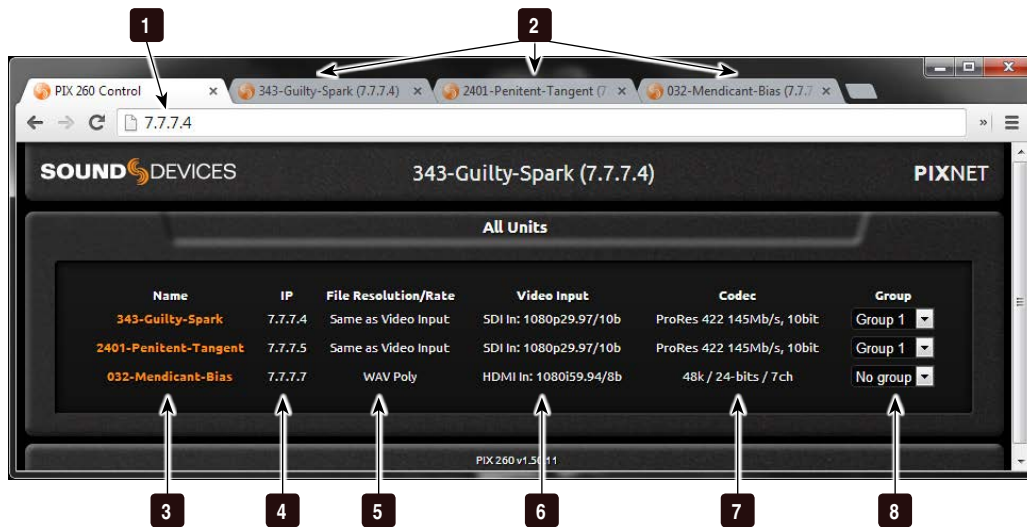 1
2
PIX 260 Control
343-Guilty-Spark (7.7.7.4)
2401-Penitent-Tangent (7
032-Mendicant-Bias (7.7.7
7.7.7.4
SOUND DEVICES
343-Guilty-Spark (7.7.7.4)
PIXNET
All Units
Name IP File Resolution/Rate Video Input Codec Group
343-Guilty-Spark 7.7.7.4 Same as Video Input SDI In: 1080p29.97/10b ProRes 422 145Mb/s, 10bit Group 1
2401-Penitent-Tangent 7.7.7.5 Same as Video Input SDI In: 1080p29.97/10b ProRes 422 145Mb/s, 10bit Group 1
032-Mendicant-Bias 7.7.7.7 WAV Poly HDMI In: 1080i59.94/8b 48k / 24-bits / 7ch No group
PIX 260 v1.50
3 4 5 6 7 8